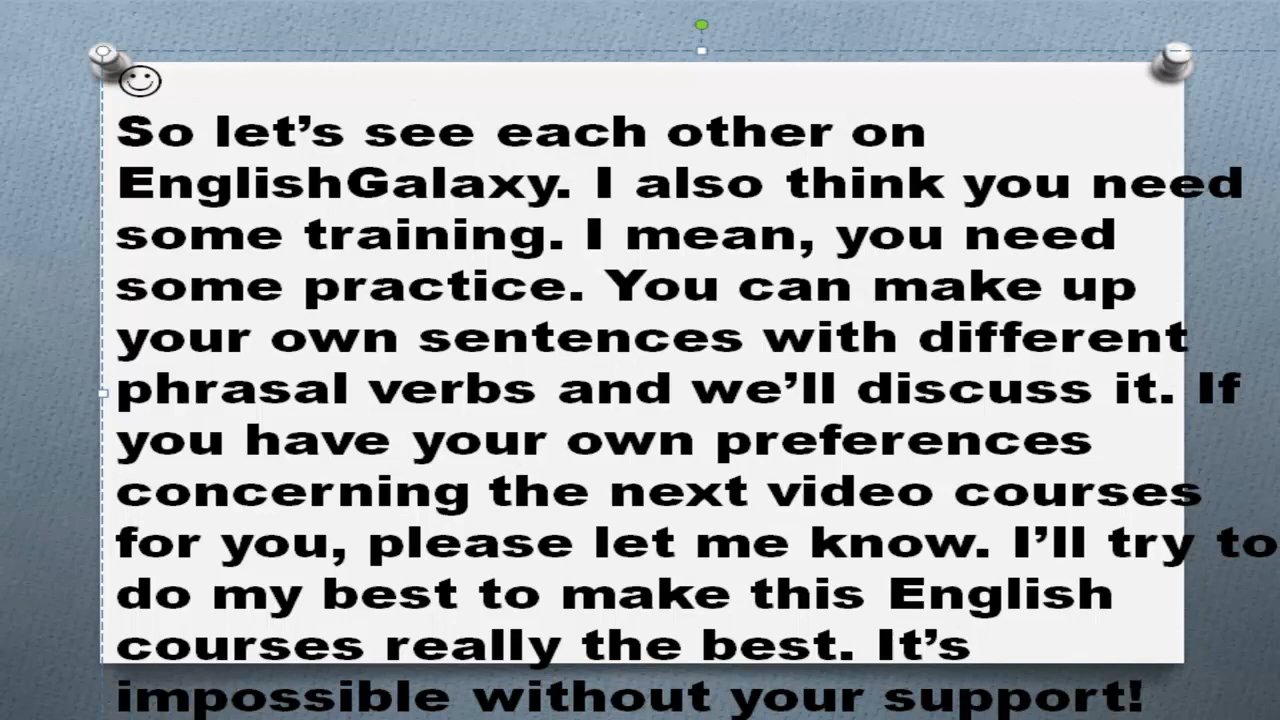 So let’s see each other on
EnglishGalaxy. I also think you need
some training. I mean, you need
some practice. You can make up
your own sentences with different
phrasal verbs and we’ll discuss it. If
you have your own preferences
concerning the next video courses
for you, please let me know. I’ll try to
do my best to make this English
courses really the best. It’s
impossible without your support!